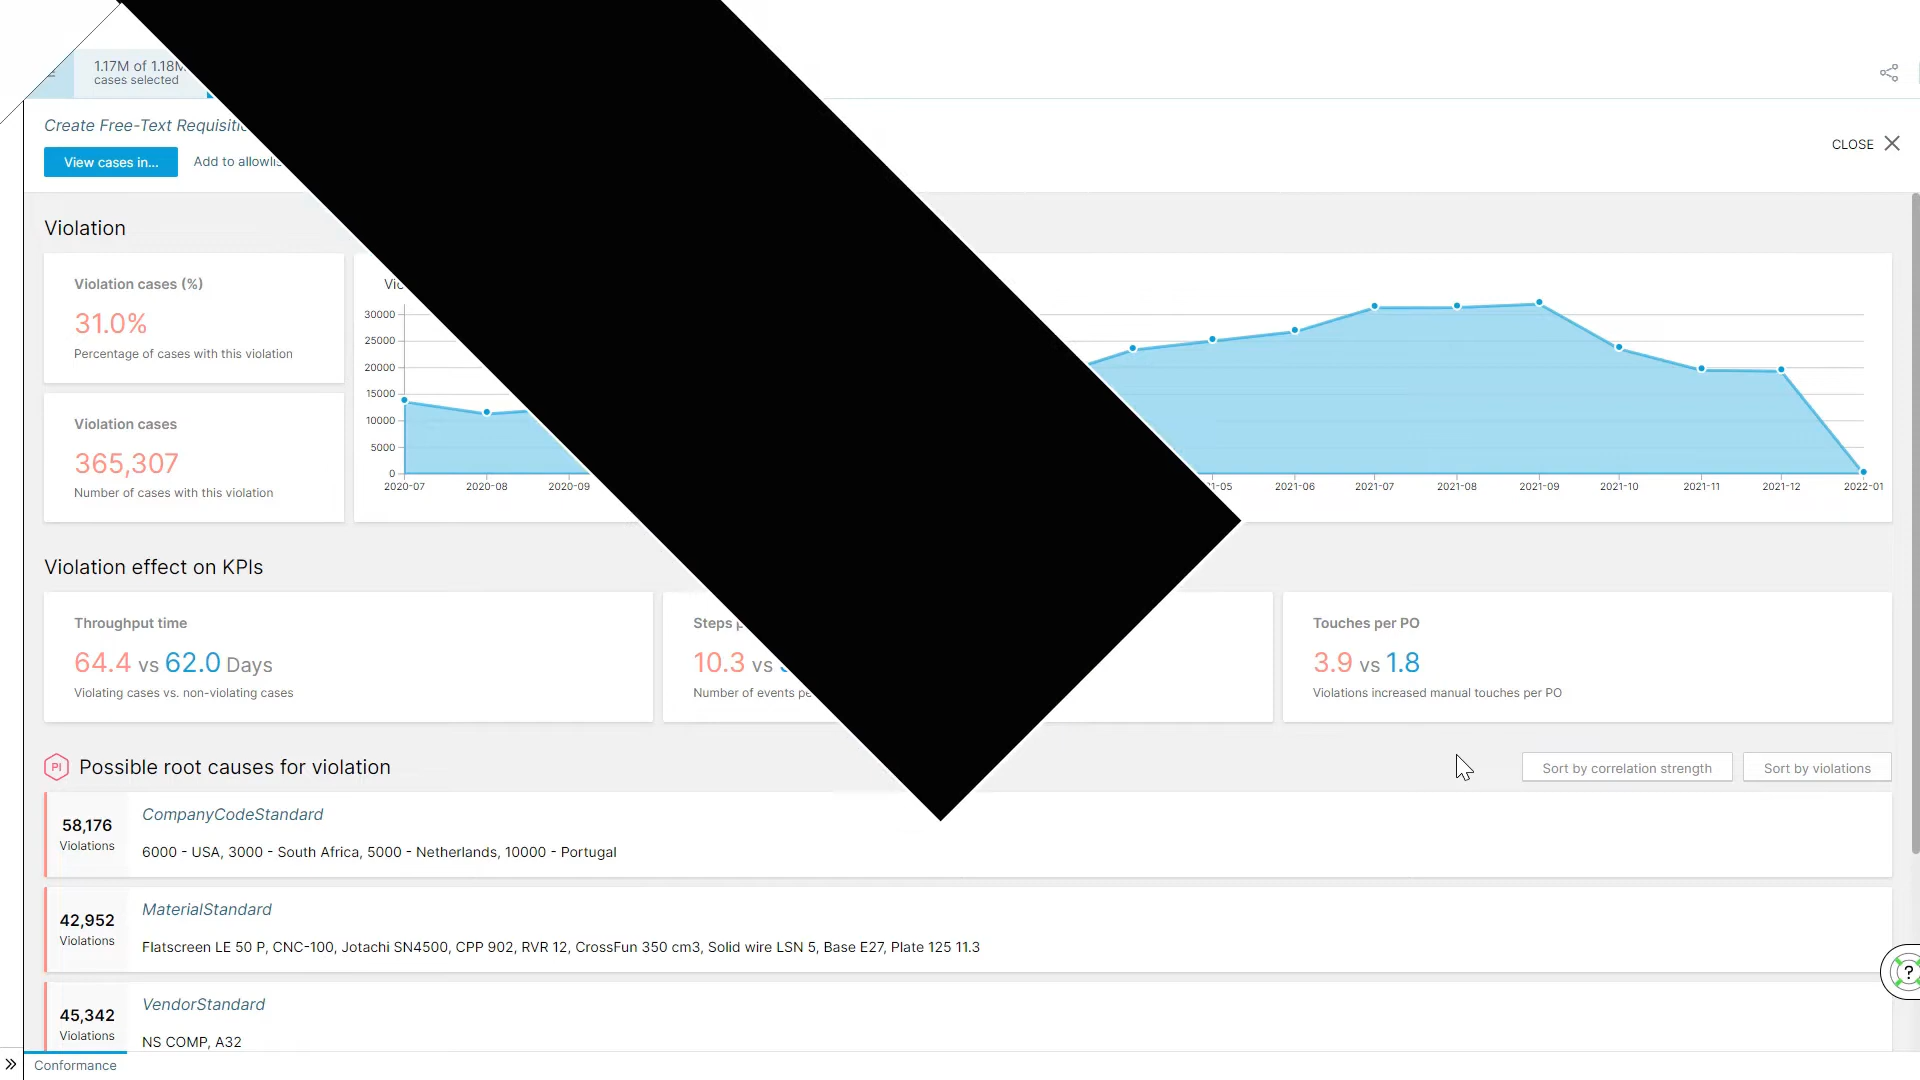 1.17M of 1.18M
cases selected
Create Free-Text
CLOSE
View cases in...
Add to
Violation
Violation cases (%)
31.0%
Percentage of cases with this violation
Violation cases
365,307
Number of cases with this violation
30000
25000
20000
15000
10000
5000
0
2020-07 2020-08 2020-09 2021-06 2021-07 2021-08 2021-09 2021-10 2021-11 2021-12 2022-01
Violation effect on KPIs
Throughput time
64.4 vs 62.0 Days
Violating cases vs. non-violating cases
Steps
10.3 vs
Number of events
Touches per PO
3.9 vs 1.8
Violations increased manual touches per PO
PI
Possible root causes for violation
Sort by correlation strength
Sort by violations
58,176
Violations
CompanyCodeStandard
6000 - USA, 3000 - South Africa, 5000 - Netherlands, 10000 - Portugal
42,952
Violations
MaterialStandard
Flatscreen LE 50 P, CNC-100, Jotachi SN4500, CPP 902, RVR 12, CrossFun 350 cm3, Solid wire LSN 5, Base E27, Plate 125 11.3
45,342
Violations
VendorStandard
NS COMP, A32
?
Conformance